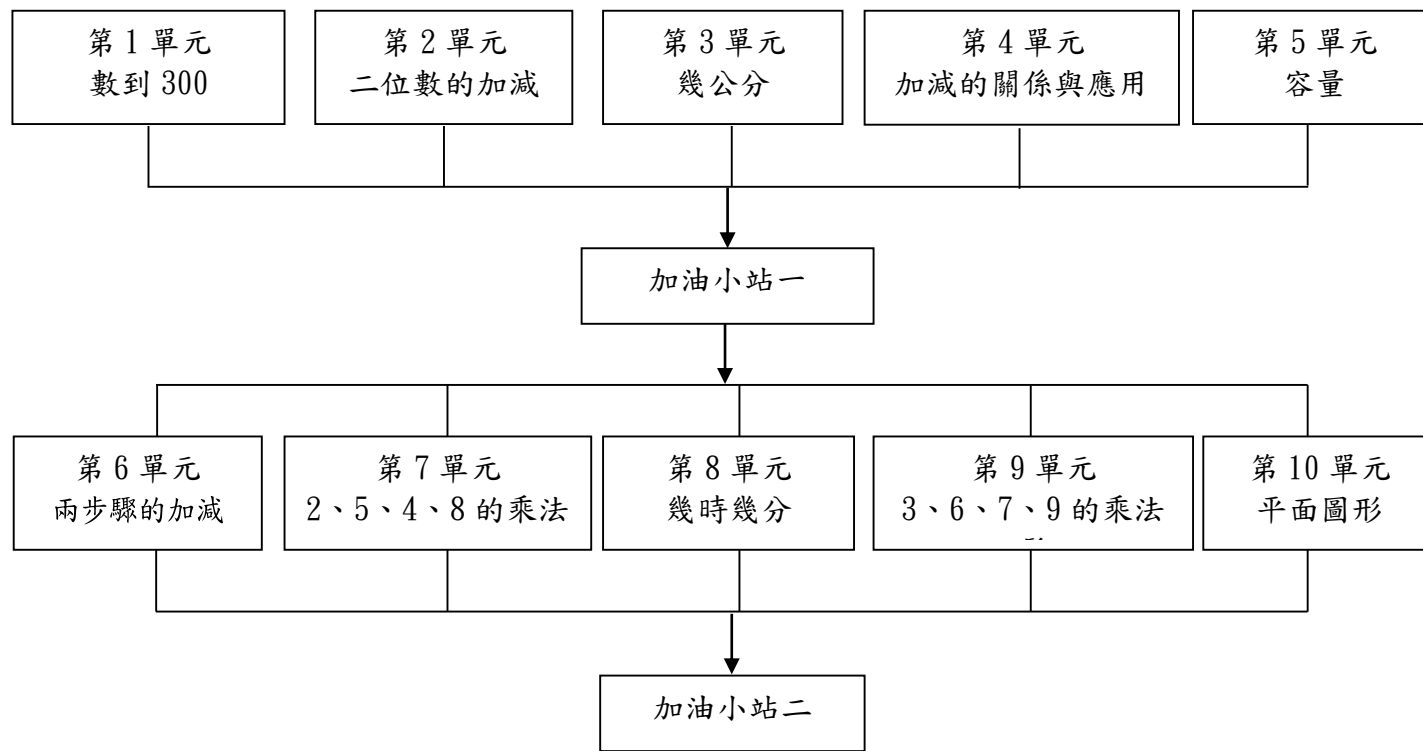 第 1 單元
數到 300
第 2 單元
二位數的加減
第 3 單元
幾公分
第 4 單元
加減的關係與應用
第 5 單元
容量
加油小站一
第 6 單元
兩步驟的加減
第 7 單元
2、5、4、8 的乘法
第 8 單元
幾時幾分
第 9 單元
3、6、7、9 的乘法
第 10 單元
平面圖形
加油小站二